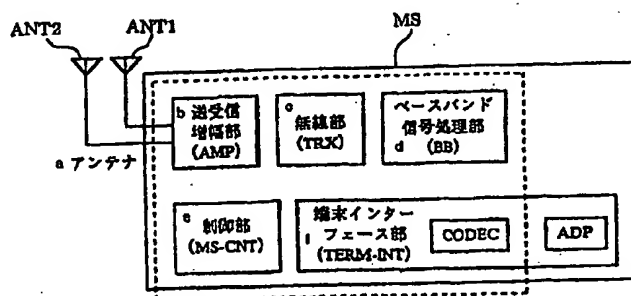 ANT2
ANT1
MS
a アンテナ
b 送受信
増幅部
(AMP)
c
無線部
(TRX)
ベースバンド
信号処理部
d (BB)
e
制御部
(MS-CNT)
端末インター
f フェース部
(TERM-INT)
CODEC
ADP